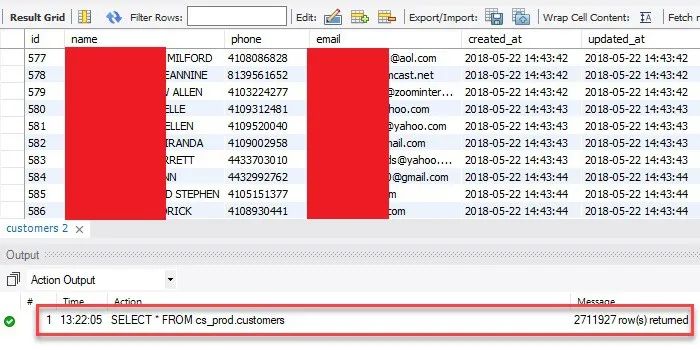 Result Grid Filter Rows: Edit: Export/Import: Wrap Cell Content: Fetch r
id name phone email created_at updated_at
577 MILFORD 4108086828 @aol.com 2018-05-22 14:43:42 2018-05-22 14:43:42
578 EANNINE 8139561652 mcast.net 2018-05-22 14:43:42 2018-05-22 14:43:42
579 ALLEN 4103224277 @zoominter... 2018-05-22 14:43:42 2018-05-22 14:43:42
580 ELLE 4109312481 ahoo.com 2018-05-22 14:43:43 2018-05-22 14:43:43
581 ELLEN 4109520040 @yahoo.com 2018-05-22 14:43:43 2018-05-22 14:43:43
582 IRANDA 4109002958 mail.com 2018-05-22 14:43:43 2018-05-22 14:43:43
583 RRETT 4433703010 ds@yahoo.... 2018-05-22 14:43:43 2018-05-22 14:43:43
584 NN 4432992762 0@gmail.com 2018-05-22 14:43:44 2018-05-22 14:43:44
585 D STEPHEN 4105151377 com 2018-05-22 14:43:44 2018-05-22 14:43:44
586 DRICK 4108930441 .com 2018-05-22 14:43:44 2018-05-22 14:43:44
customers 2
Output
Action Output
# Time Action Message
1 13:22:05 SELECT * FROM cs_prod.customers 2711927 row(s) returned